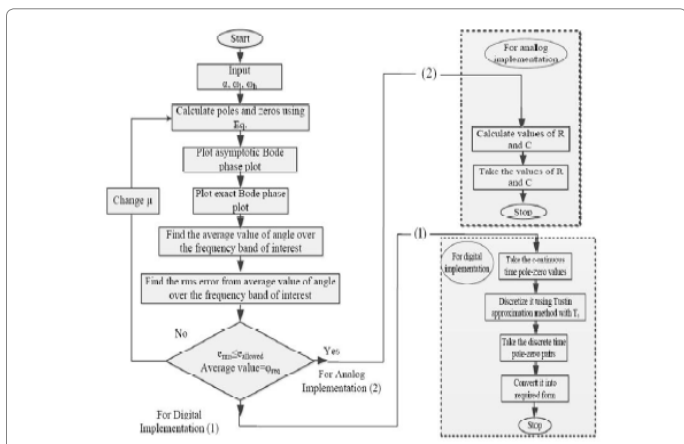 Start
Input
α, ω
Calculate poles and zeros using
Eq.
Plot asymptotic Bode
phase plot
Plot exact Bode phase
plot
Change μ
Find the average value of angle over
the frequency band of interest
Find the rms error from average value of angle
over the frequency band of interest
No
e_rms≤e_allowed
Average value=φ_req
Yes
For Analog
Implementation (2)
For Digital
Implementation (1)
(2)
For analog
implementation
Calculate values of R
and C
Take the values of R
and C
Stop
(1)
For digital
implementation
Take the continuous
time pole-zero values
Discretize it using Tustin
approximation method with T_s
Take the discrete time
pole-zero pairs
Convert it into
required form
Stop